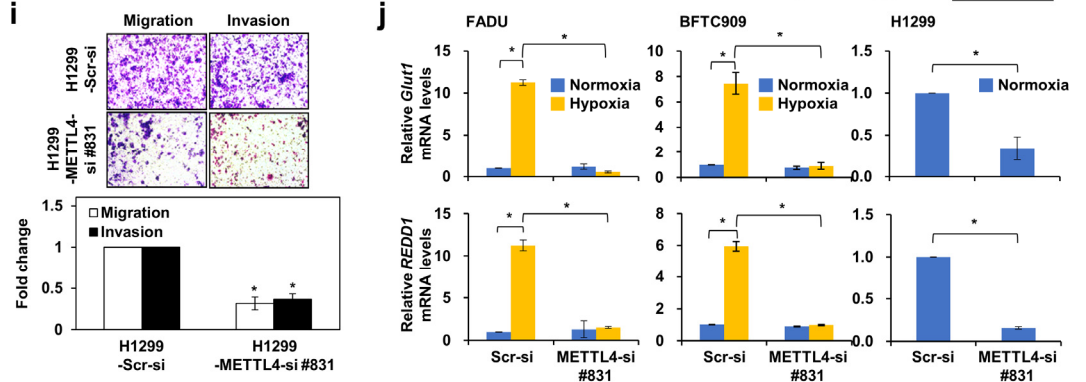 i
Migration Invasion
H1299
-Scr-si
H1299
-METTL4-
si #831
Fold change
1.5
1
0.5
0
Migration
Invasion
*
*
H1299
-Scr-si
H1299
-METTL4-si #831
j
FADU
Relative Glut1
mRNA levels
15
10
5
0
*
*
Normoxia
Hypoxia
BFTC909
10
8
6
4
2
0
*
*
Normoxia
Hypoxia
H1299
1.5
1.0
0.5
0.0
*
Normoxia
Relative REDD1
mRNA levels
15
10
5
0
*
*
Scr-si
METTL4-si
#831
8
6
4
2
0
*
*
Scr-si
METTL4-si
#831
1.5
1.0
0.5
0.0
*
Scr-si
METTL4-si
#831